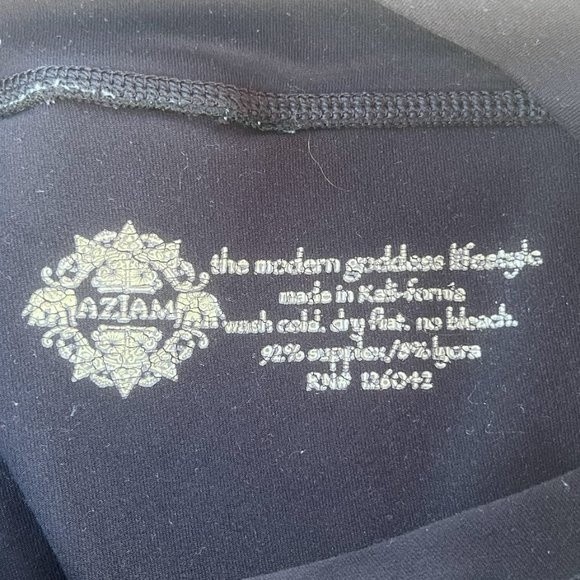 AZIAM
the modern goddess lifestyle
made in Kali-fornia
wash cold. dry flat. no bleach.
92% supplex/8% lycra
RN# 126042